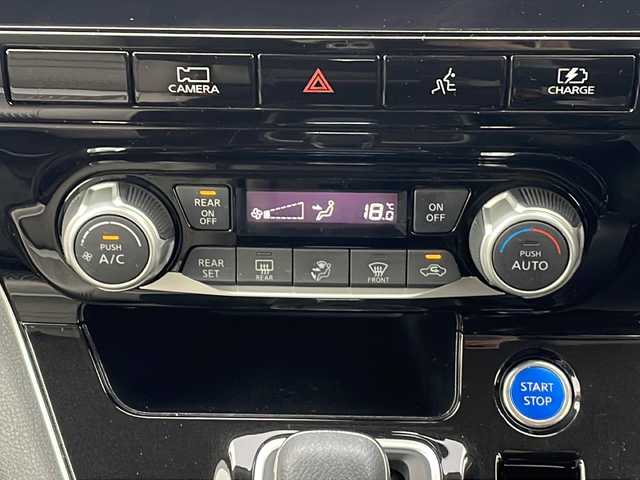 CAMERA
CHARGE
REAR
ON
OFF
18.0
°C
ON
OFF
PUSH
A/C
PUSH
AUTO
REAR
SET
REAR
FRONT
START
STOP